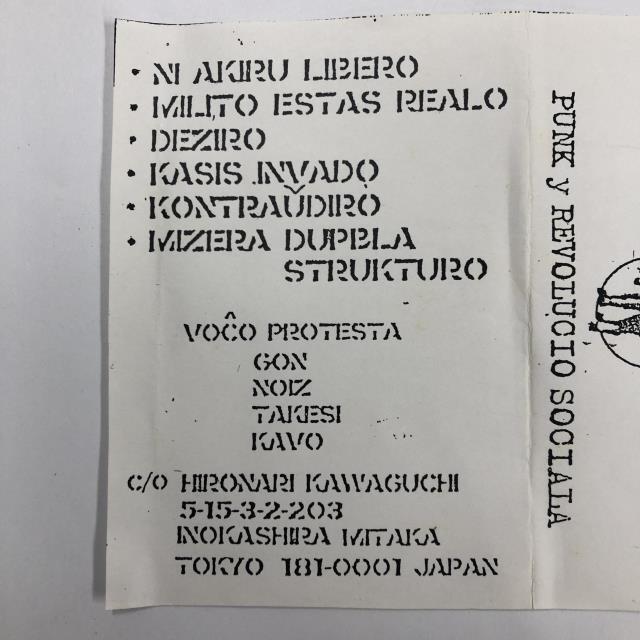 · NI AKIRU LIBERO
· MILITO ESTAS REALO
· DEZIRO
· KASIS INVADO
· KONTRAŬDIRO
· MIZERA DUPBLA
STRUKTURO
VOĈO PROTESTA
GON
NOIZ
TAKESI
KAVO
c/o HIRONARI KAWAGUCHI
5-15-3-2-203
INOKASHIRA MITAKA
TOKYO 181-0001 JAPAN
PUNK y REVOLUCIO SOCIALA